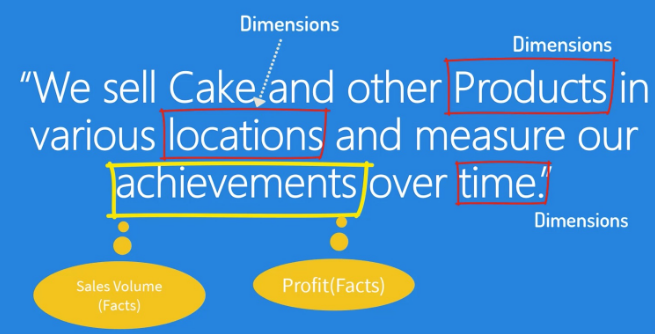 Dimensions
Dimensions
“We sell Cake and other Products in
various locations and measure our
achievements over time.”
Dimensions
Sales Volume
(Facts)
Profit(Facts)